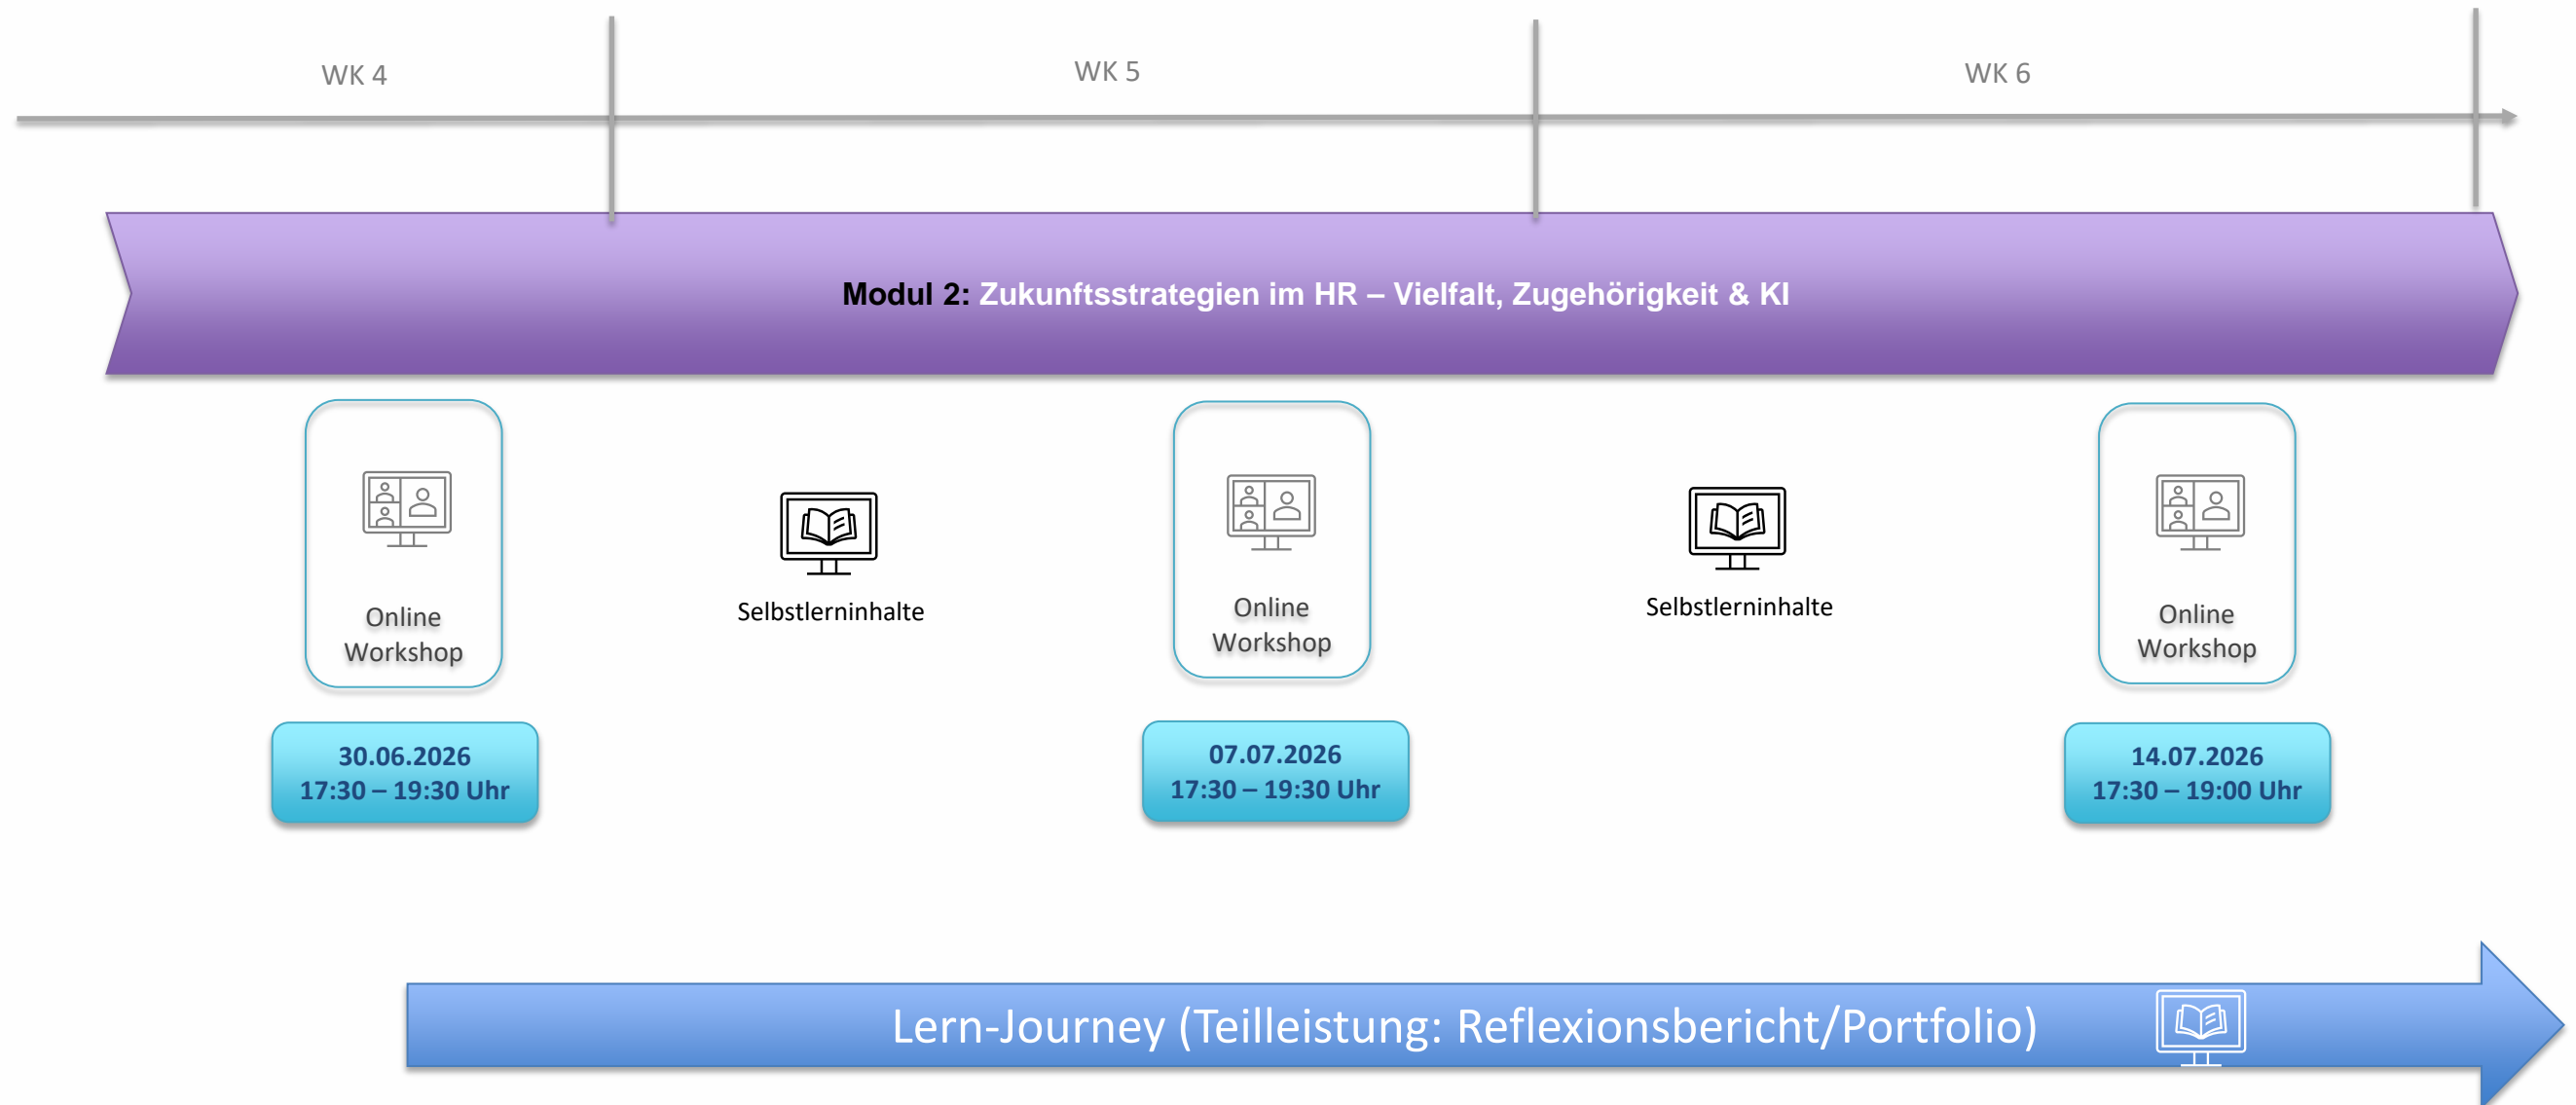 WK 4
WK 5
WK 6
Modul 2: Zukunftsstrategien im HR – Vielfalt, Zugehörigkeit & KI
Online
Workshop
Selbstlerninhalte
Online
Workshop
Selbstlerninhalte
Online
Workshop
30.06.2026
17:30 – 19:30 Uhr
07.07.2026
17:30 – 19:30 Uhr
14.07.2026
17:30 – 19:00 Uhr
Lern-Journey (Teilleistung: Reflexionsbericht/Portfolio)